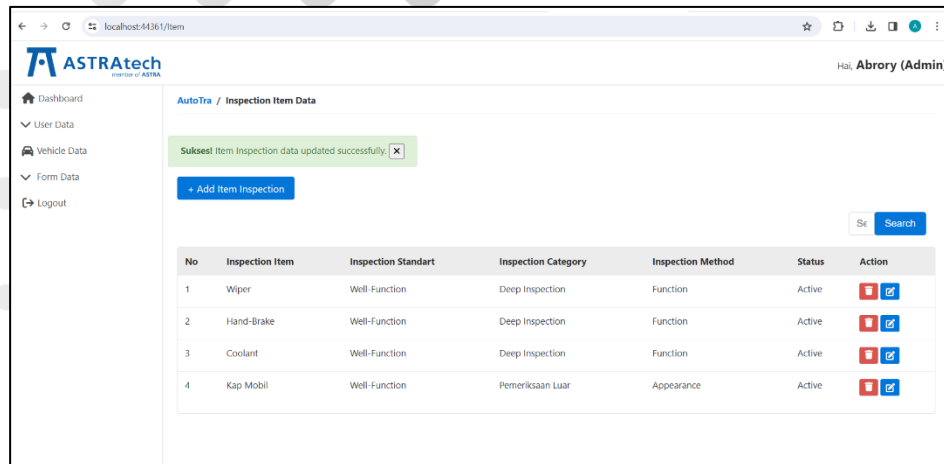 localhost:44361/Item
A
ASTRAtech
member of ASTRA
Hai, Abrory (Admin)
Dashboard
AutoTra / Inspection Item Data
User Data
Vehicle Data
Sukses! Item Inspection data updated successfully. X
Form Data
+ Add Item Inspection
Logout
Se Search
No Inspection Item Inspection Standart Inspection Category Inspection Method Status Action
1 Wiper Well-Function Deep Inspection Function Active
2 Hand-Brake Well-Function Deep Inspection Function Active
3 Coolant Well-Function Deep Inspection Function Active
4 Kap Mobil Well-Function Pemeriksaan Luar Appearance Active